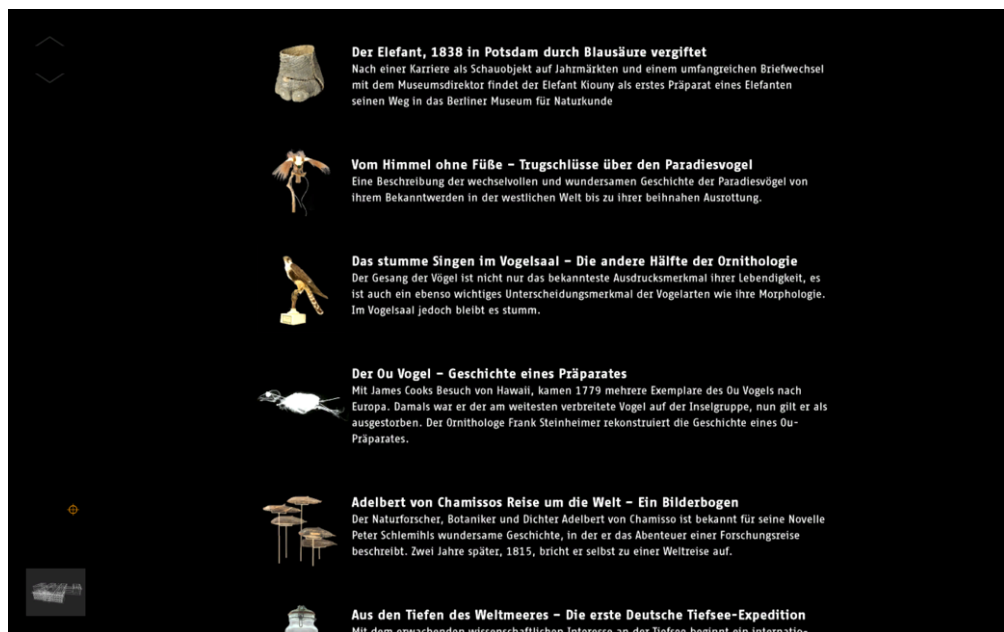 Der Elefant, 1838 in Potsdam durch Blausäure vergiftet
Nach einer Karriere als Schauobjekt auf Jahrmärkten und einem umfangreichen Briefwechsel
mit dem Museumsdirektor findet der Elefant Kiouny als erstes Präparat eines Elefanten
seinen Weg in das Berliner Museum für Naturkunde
Vom Himmel ohne Füße – Trugschlüsse über den Paradiesvogel
Eine Beschreibung der wechselvollen und wundersamen Geschichte der Paradiesvögel von
ihrem Bekanntwerden in der westlichen Welt bis zu ihrer beihnahen Ausrottung.
Das stumme Singen im Vogelsaal – Die andere Hälfte der Ornithologie
Der Gesang der Vögel ist nicht nur das bekannteste Ausdrucksmerkmal ihrer Lebendigkeit, es
ist auch ein ebenso wichtiges Unterscheidungsmerkmal der Vogelarten wie ihre Morphologie.
Im Vogelsaal jedoch bleibt es stumm.
Der Ou Vogel – Geschichte eines Präparates
Mit James Cooks Besuch von Hawaii, kamen 1779 mehrere Exemplare des Ou Vogels nach
Europa. Damals war er der am weitesten verbreitete Vogel auf der Inselgruppe, nun gilt er als
ausgestorben. Der Ornithologe Frank Steinheimer rekonstruiert die Geschichte eines Ou-
Präparates.
Adelbert von Chamissos Reise um die Welt – Ein Bilderbogen
Der Naturforscher, Botaniker und Dichter Adelbert von Chamisso ist bekannt für seine Novelle
Peter Schlemihls wundersame Geschichte, in der er das Abenteuer einer Forschungsreise
beschreibt. Zwei Jahre später, 1815, bricht er selbst zu einer Weltreise auf.
Aus den Tiefen des Weltmeeres – Die erste Deutsche Tiefsee-Expedition
Mit dem erwachenden wissenschaftlichen Interesse an der Tiefsee beginnt ein internatio-